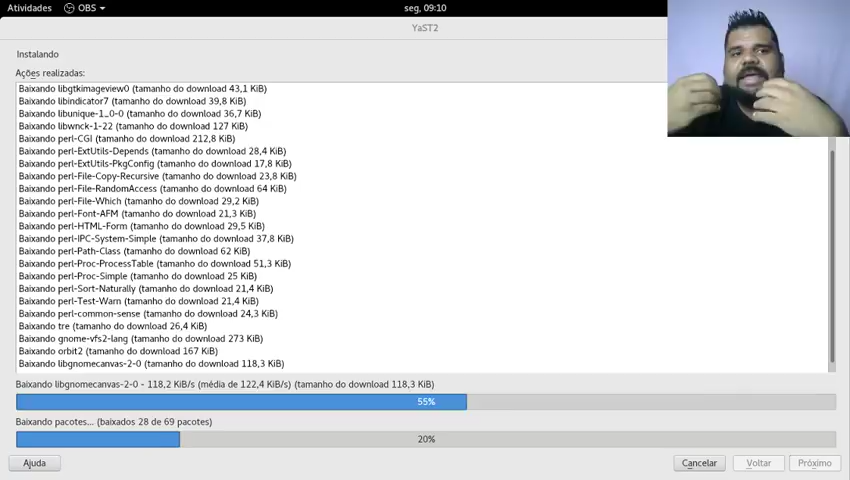 Atividades OBS seg, 09:10
YaST2
Instalando
Ações realizadas:
Baixando libgtkimageview0 (tamanho do download 43,1 KiB)
Baixando libindicator7 (tamanho do download 39,8 KiB)
Baixando libunique-1_0-0 (tamanho do download 36,7 KiB)
Baixando libwnck-1-22 (tamanho do download 127 KiB)
Baixando perl-CGI (tamanho do download 212,8 KiB)
Baixando perl-ExtUtils-Depends (tamanho do download 28,4 KiB)
Baixando perl-ExtUtils-PkgConfig (tamanho do download 17,8 KiB)
Baixando perl-File-Copy-Recursive (tamanho do download 23,8 KiB)
Baixando perl-File-RandomAccess (tamanho do download 64 KiB)
Baixando perl-File-Which (tamanho do download 29,2 KiB)
Baixando perl-Font-AFM (tamanho do download 21,3 KiB)
Baixando perl-HTML-Form (tamanho do download 29,5 KiB)
Baixando perl-IPC-System-Simple (tamanho do download 37,8 KiB)
Baixando perl-Path-Class (tamanho do download 62 KiB)
Baixando perl-Proc-ProcessTable (tamanho do download 51,3 KiB)
Baixando perl-Proc-Simple (tamanho do download 25 KiB)
Baixando perl-Sort-Naturally (tamanho do download 21,4 KiB)
Baixando perl-Test-Warn (tamanho do download 21,4 KiB)
Baixando perl-common-sense (tamanho do download 24,3 KiB)
Baixando tre (tamanho do download 26,4 KiB)
Baixando gnome-vfs2-lang (tamanho do download 273 KiB)
Baixando orbit2 (tamanho do download 167 KiB)
Baixando libgnomecanvas-2-0 (tamanho do download 118,3 KiB)
Baixando libgnomecanvas-2-0 - 118,2 KiB/s (média de 122,4 KiB/s) (tamanho do download 118,3 KiB)
55%
Baixando pacotes... (baixados 28 de 69 pacotes)
20%
Ajuda Cancelar Voltar Próximo